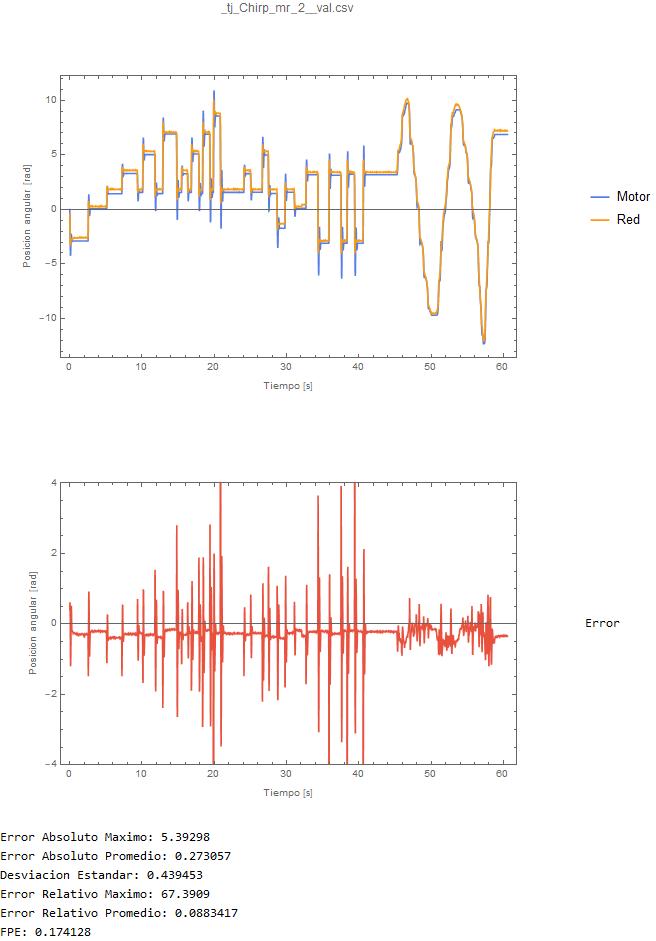 _tj_Chirp_mr_2__val.csv
10
5
0
−5
−10
Posicion angular [rad]
0 10 20 30 40 50 60
Tiempo [s]
Motor
Red
4
2
0
−2
−4
Posicion angular [rad]
0 10 20 30 40 50 60
Tiempo [s]
Error
Error Absoluto Maximo: 5.39298
Error Absoluto Promedio: 0.273057
Desviacion Estandar: 0.439453
Error Relativo Maximo: 67.3909
Error Relativo Promedio: 0.0883417
FPE: 0.174128